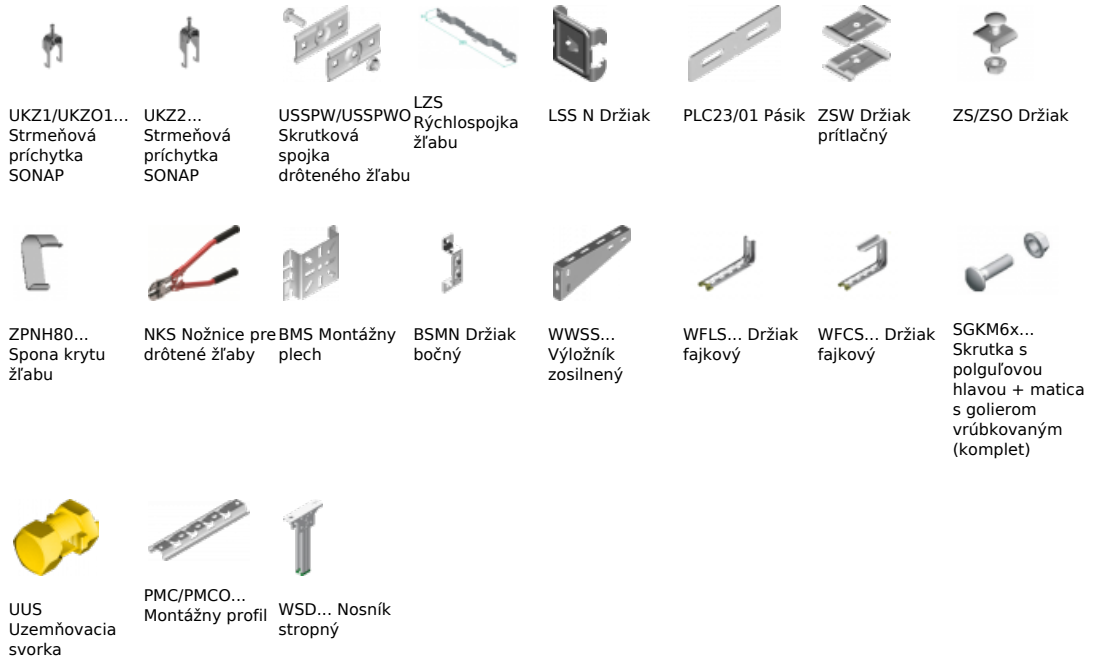 UKZ1/UKZO1...
Strmeňová
príchytka
SONAP
UKZ2...
Strmeňová
príchytka
SONAP
USSPW/USSPWO
Skrutková
spojka
drôteného žľabu
LZS
Rýchlospojka
žľabu
LSS N Držiak
PLC23/01 Pásik
ZSW Držiak
prítlačný
ZS/ZSO Držiak
ZPNH80...
Spona krytu
žľabu
NKS Nožnice pre
drôtené žľaby
BMS Montážny
plech
BSMN Držiak
bočný
WWSS...
Výložník
zosilnený
WFLS... Držiak
fajkový
WFCS... Držiak
fajkový
SGKM6x...
Skrutka s
polguľovou
hlavou + matica
s golierom
vrúbkovaným
(komplet)
UUS
Uzemňovacia
svorka
PMC/PMCO...
Montážny profil
WSD... Nosník
stropný